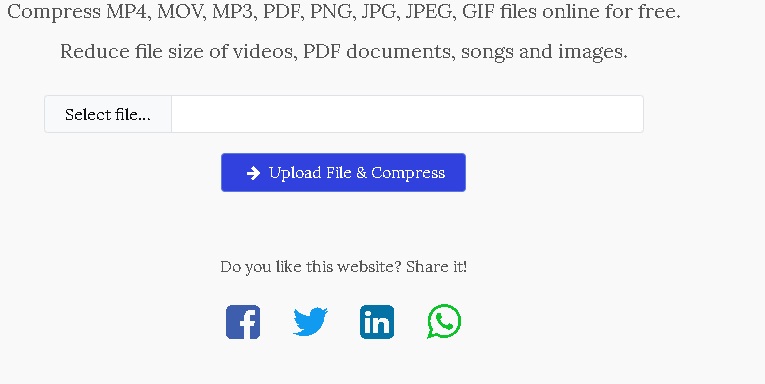 Compress MP4, MOV, MP3, PDF, PNG, JPG, JPEG, GIF files online for free.
Reduce file size of videos, PDF documents, songs and images.
Select file...
Upload File & Compress
Do you like this website? Share it!
f
in